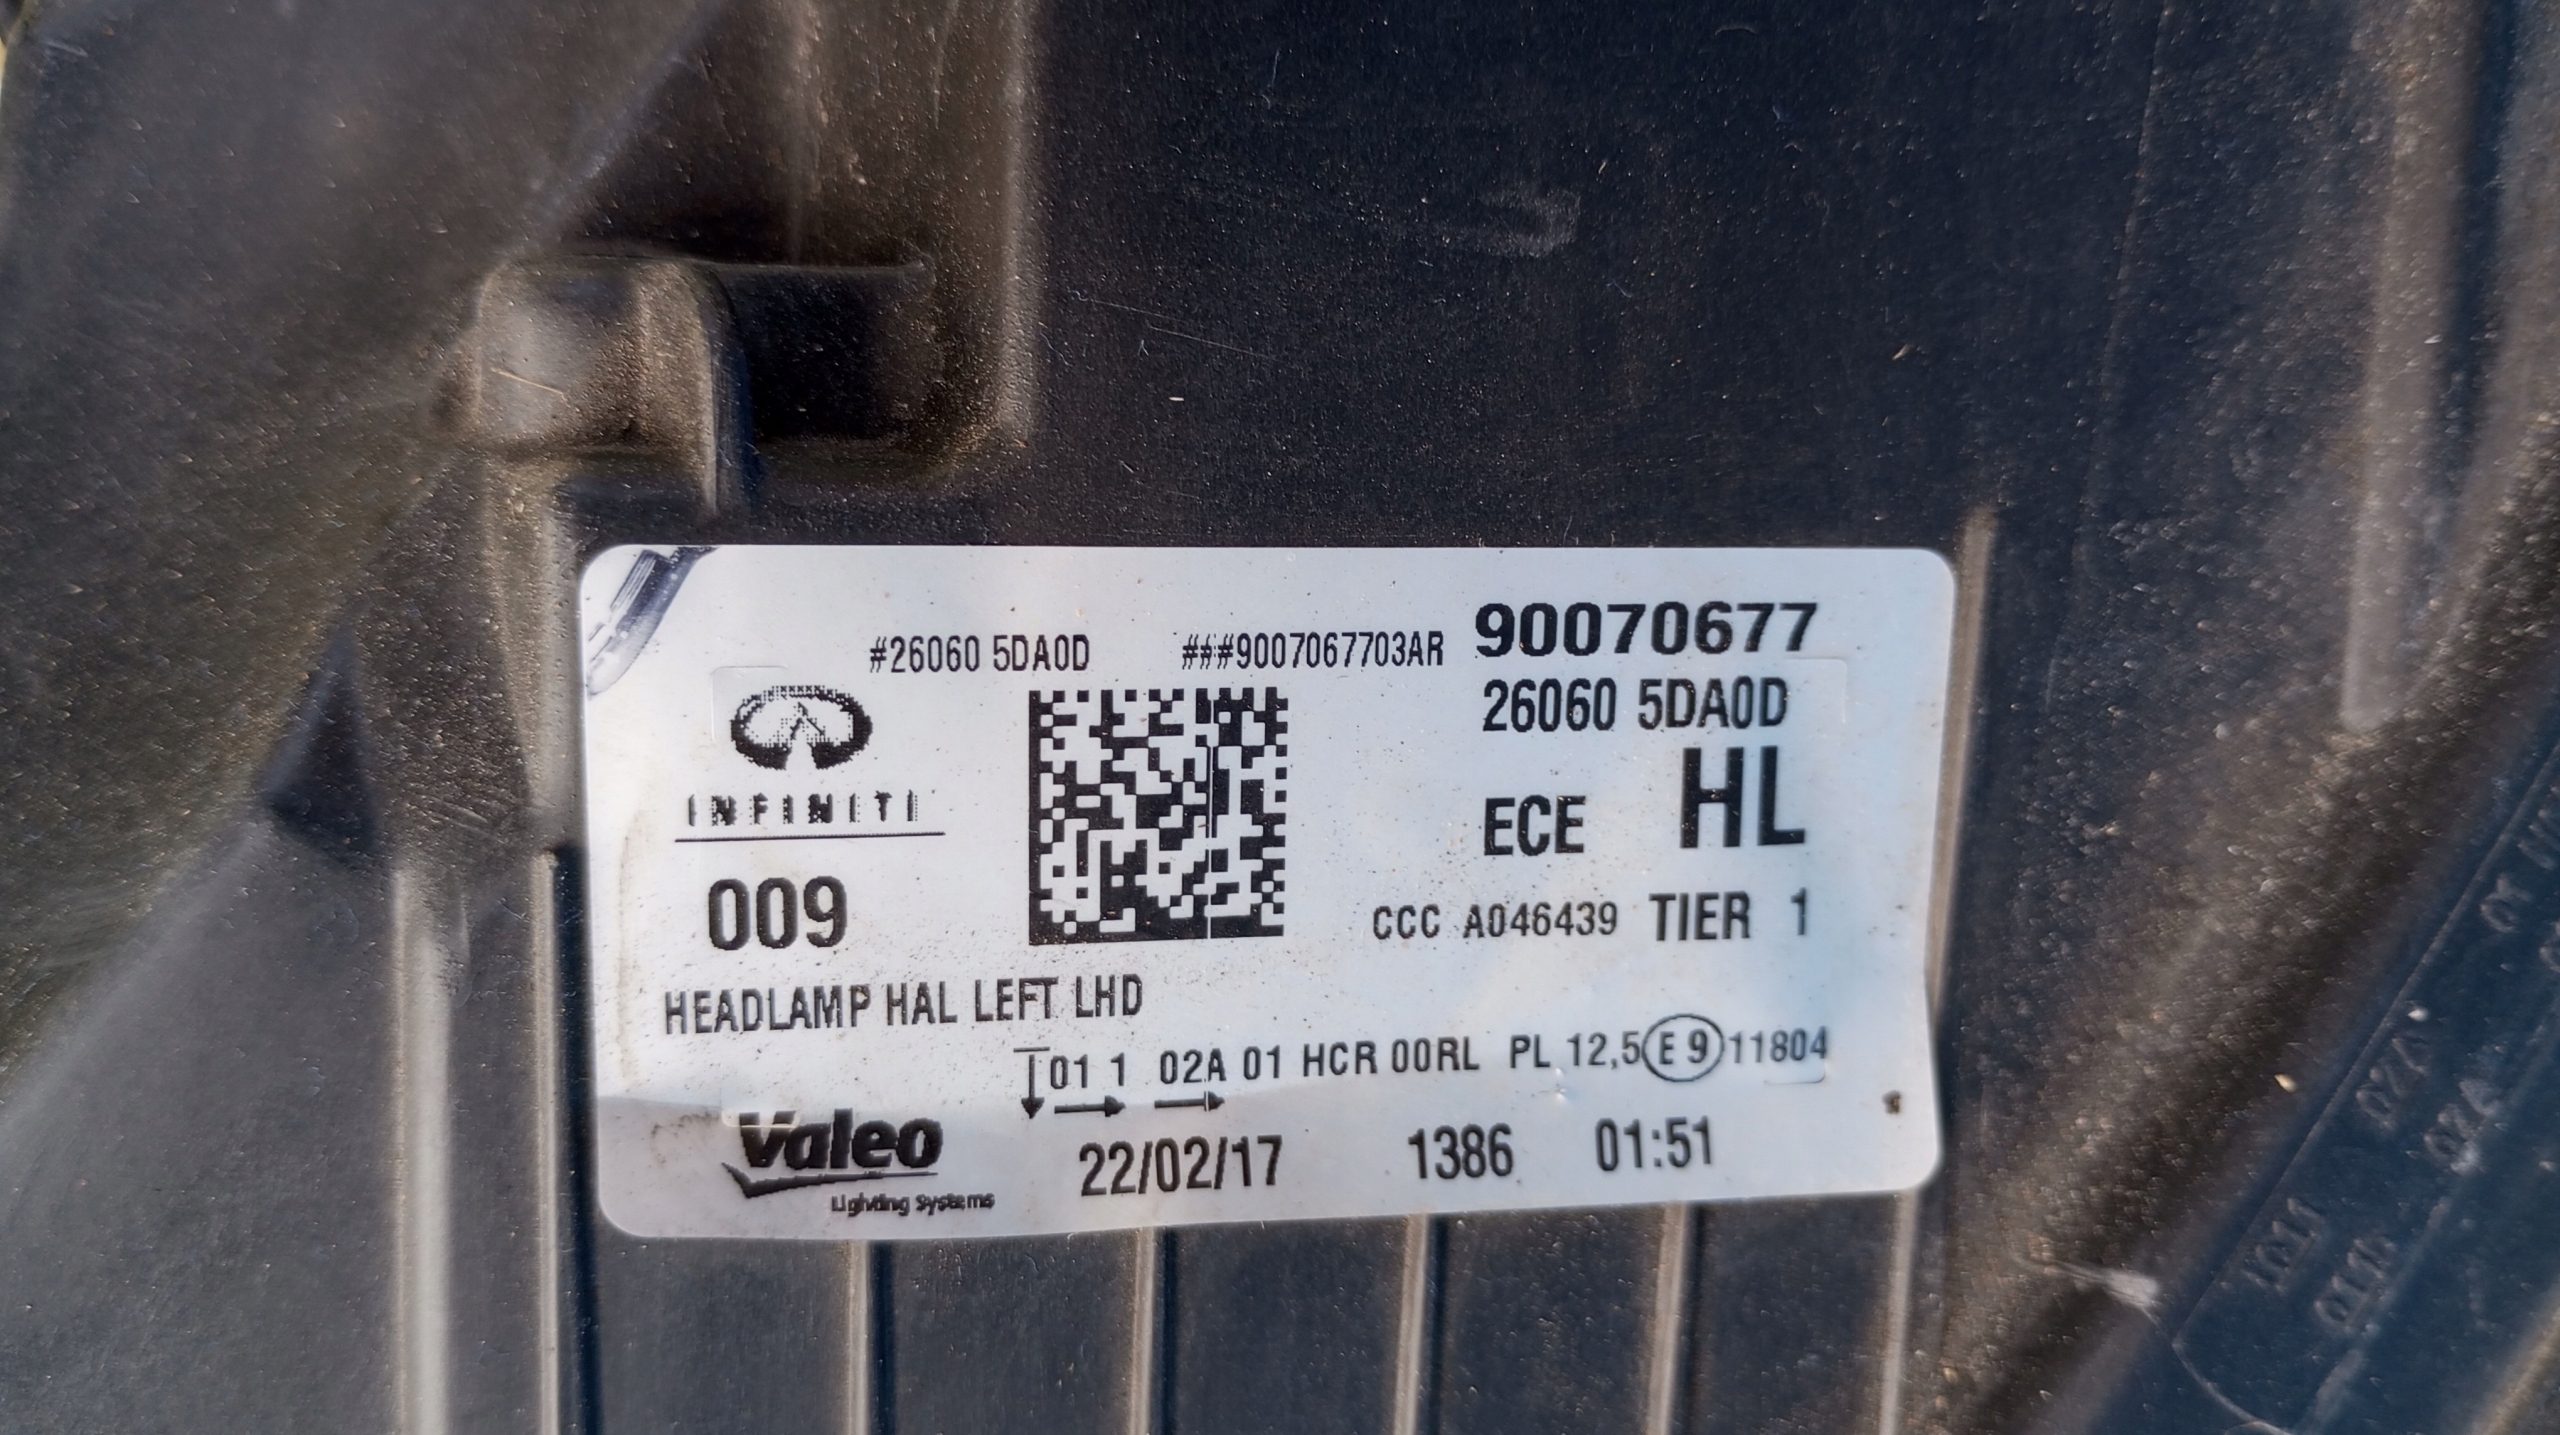 #26060 5DA0D ###9007067703AR 90070677
26060 5DA0D
INFINITI
ECE HL
009
CCC A046439 TIER 1
HEADLAMP HAL LEFT LHD
01 1 02A 01 HCR 00RL PL 12,5 E 9 11804
Valeo
Lighting Systems
22/02/17 1386 01:51